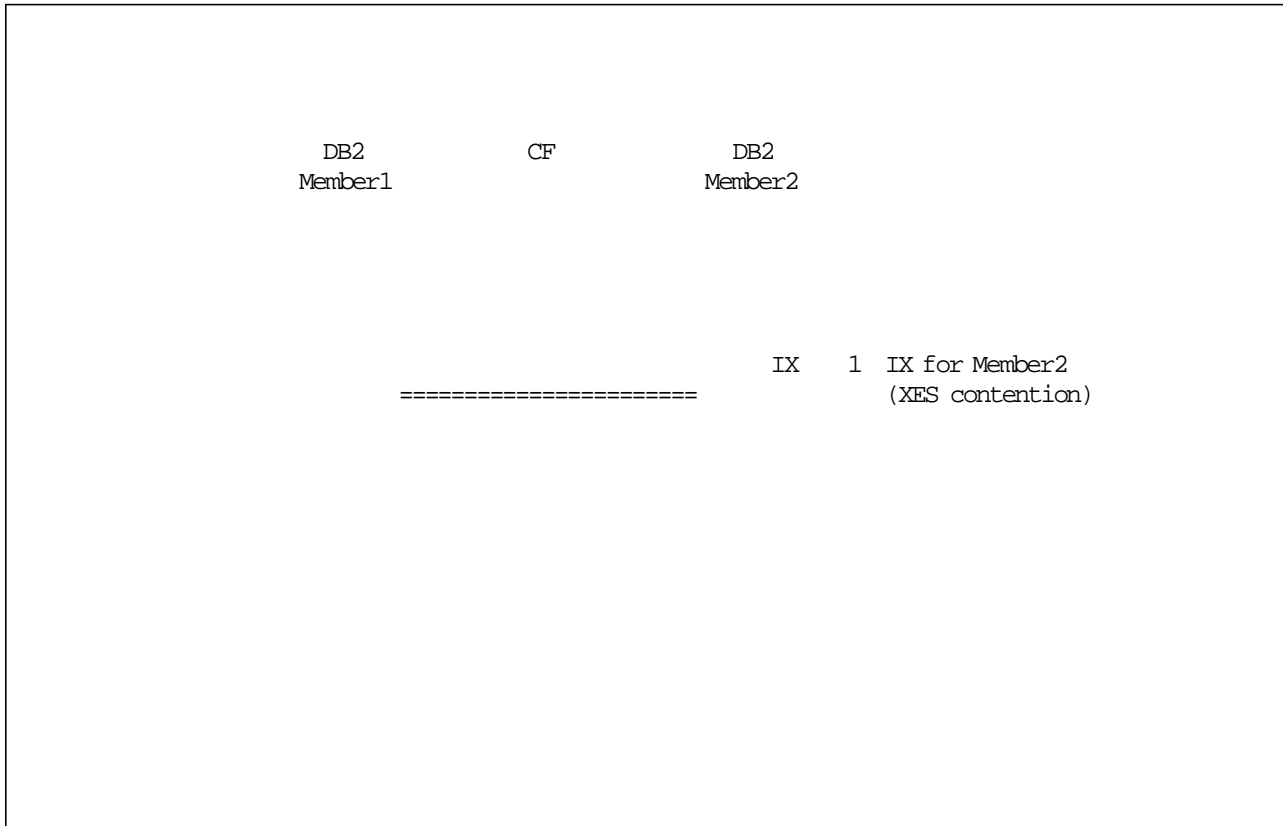 DB2 CF DB2
Member1 Member2
IX 1 IX for Member2
======================= (XES contention)